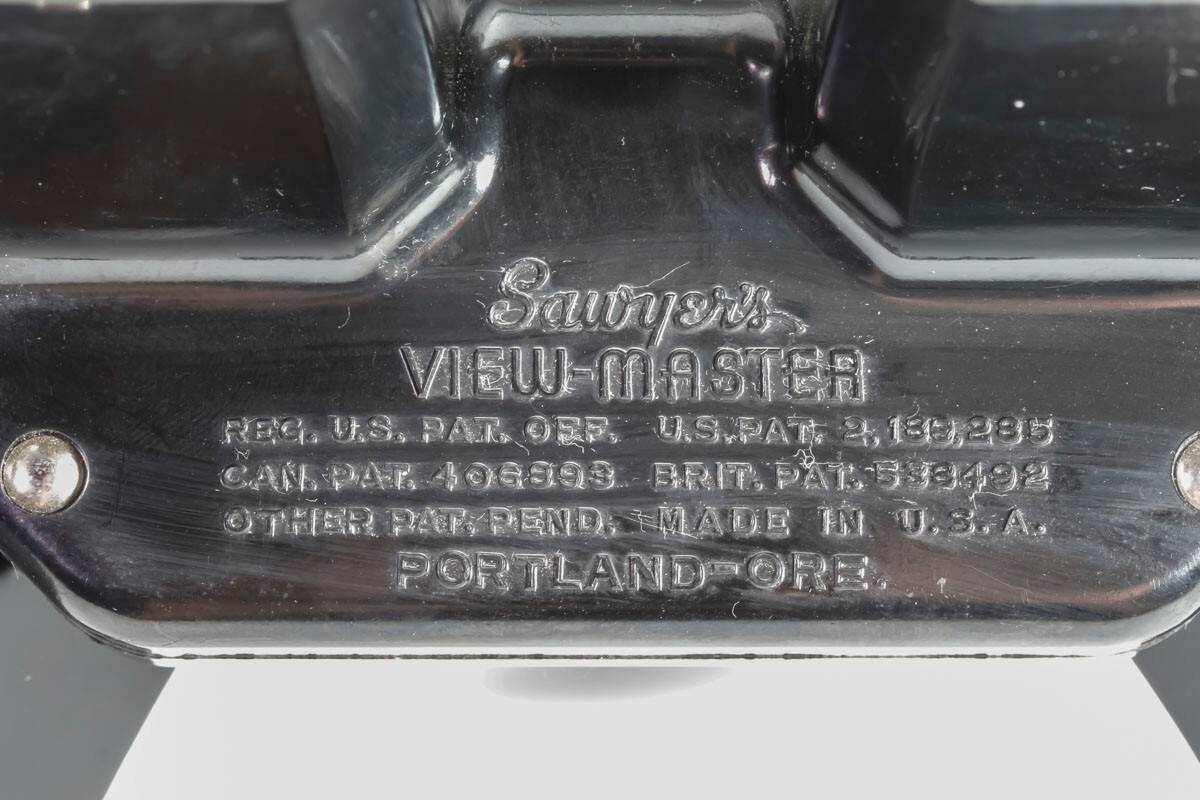 Sawyer's
VIEW-MASTER
REG. U.S. PAT. OFF. U.S. PAT. 2,189,285
CAN. PAT. 406893 BRIT. PAT. 538492
OTHER PAT. PEND. MADE IN U.S.A.
PORTLAND-ORE.